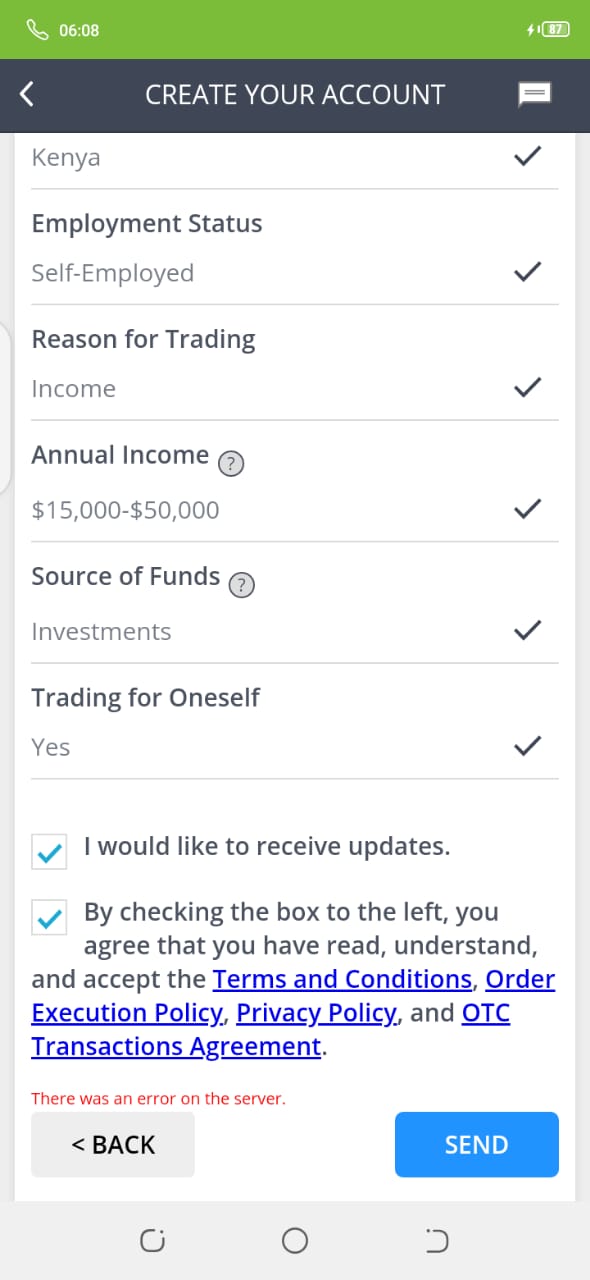 06:08
87
CREATE YOUR ACCOUNT
Kenya
Employment Status
Self-Employed
Reason for Trading
Income
Annual Income ?
$15,000-$50,000
Source of Funds ?
Investments
Trading for Oneself
Yes
I would like to receive updates.
By checking the box to the left, you
agree that you have read, understand,
and accept the Terms and Conditions, Order
Execution Policy, Privacy Policy, and OTC
Transactions Agreement.
There was an error on the server.
< BACK
SEND